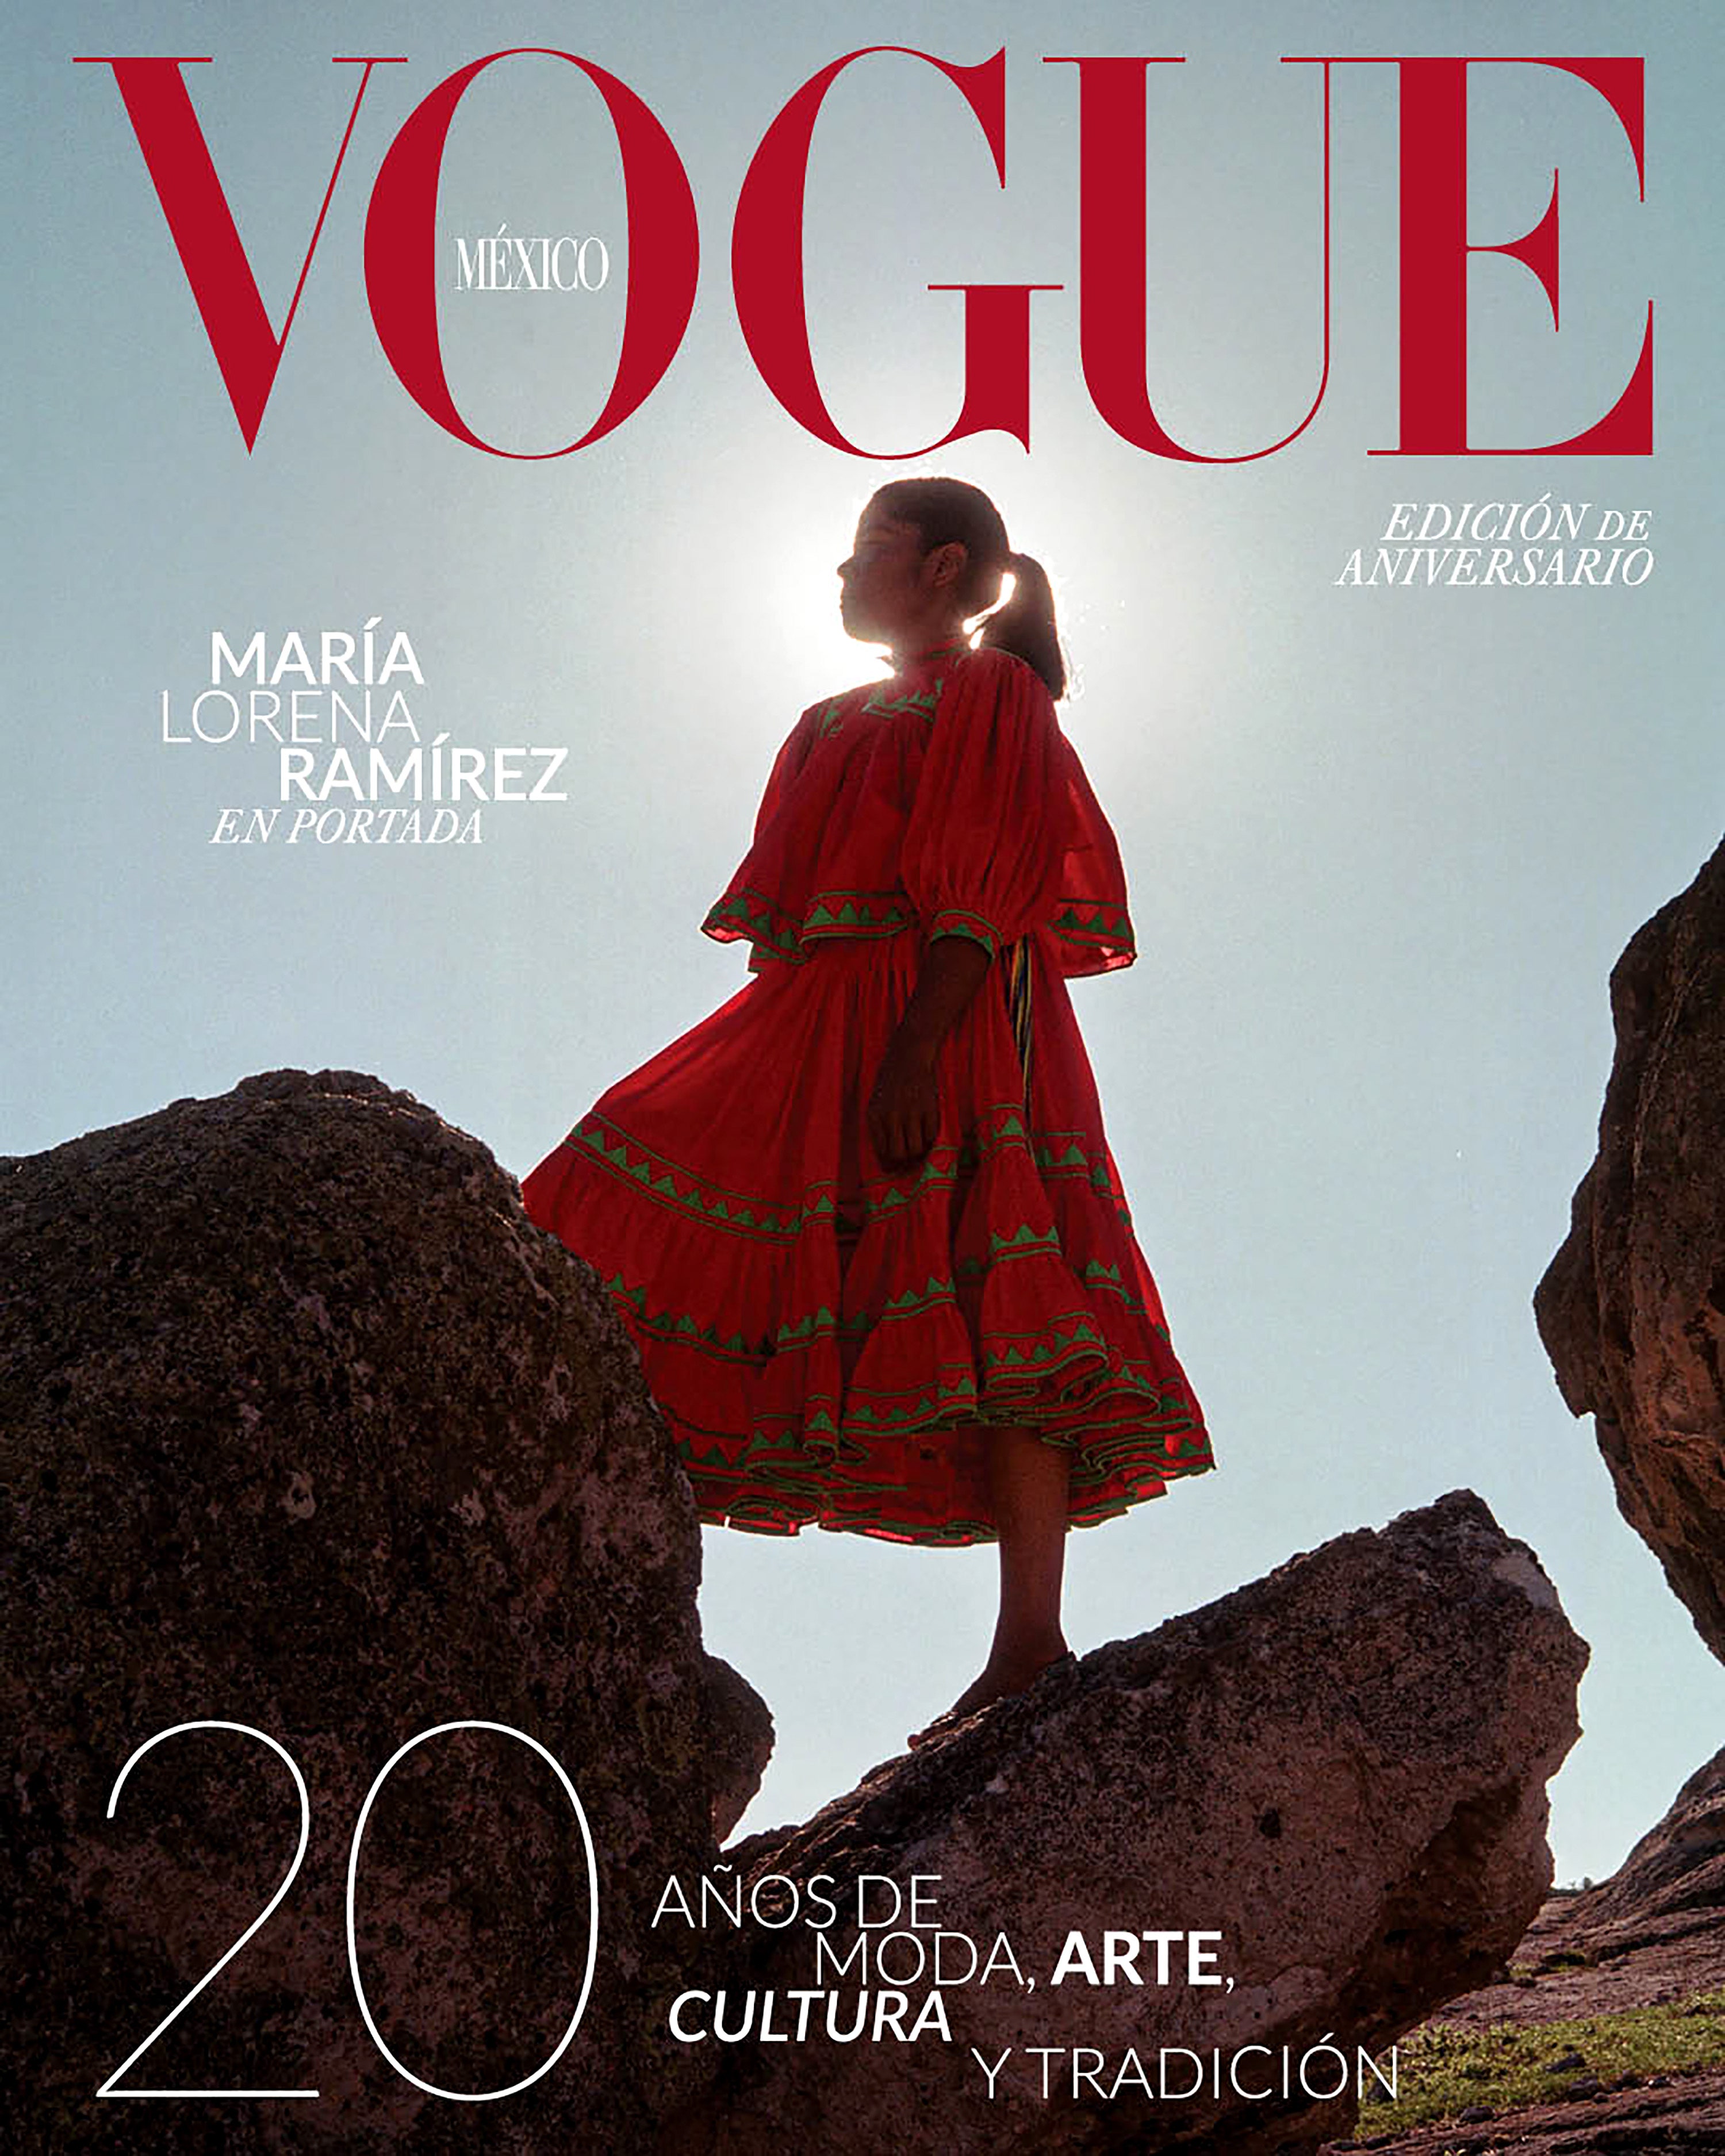 VOGUE
MÉXICO
EDICIÓN DE
ANIVERSARIO
MARÍA
LORENA
RAMÍREZ
EN PORTADA
20
AÑOS DE
MODA, ARTE,
CULTURA
Y TRADICIÓN